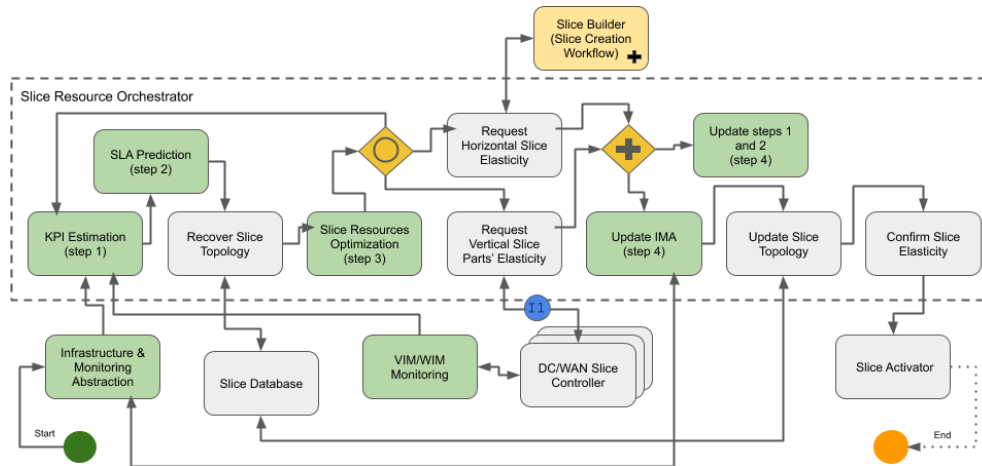 Slice Builder
(Slice Creation
Workflow)
Slice Resource Orchestrator
SLA Prediction
(step 2)
Request
Horizontal Slice
Elasticity
Update steps 1
and 2
(step 4)
KPI Estimation
(step 1)
Recover Slice
Topology
Slice Resources
Optimization
(step 3)
Request
Vertical Slice
Parts' Elasticity
Update IMA
(step 4)
Update Slice
Topology
Confirm Slice
Elasticity
I1
Infrastructure &
Monitoring
Abstraction
Slice Database
VIM/WIM
Monitoring
DC/WAN Slice
Controller
Slice Activator
Start
End